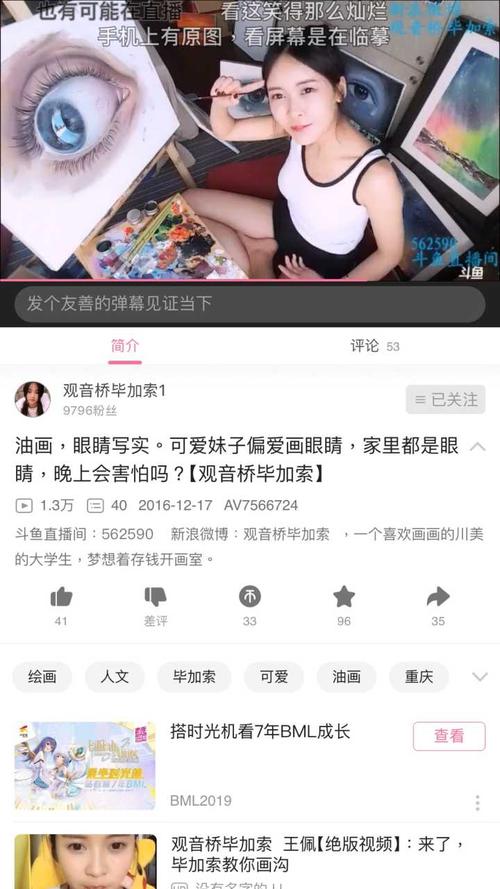 也有可能在直播
看这笑得那么灿烂
手机上有原图，看屏幕是在临摹
观音桥毕加索
562590
斗鱼直播间
斗鱼
发个友善的弹幕见证当下
简介
评论 53
观音桥毕加索1
9796粉丝
已关注
油画，眼睛写实。可爱妹子偏爱画眼睛，家里都是眼
睛，晚上会害怕吗？【观音桥毕加索】
1.3万 40 2016-12-17 AV7566724
斗鱼直播间：562590 新浪微博：观音桥毕加索 ，一个喜欢画画的川美
的大学生，梦想着存钱开画室。
41 差评 33 96 35
绘画 人文 毕加索 可爱 油画 重庆
搭时光机看7年BML成长
查看
BML2019
观音桥毕加索 王佩【绝版视频】：来了，
毕加索教你画沟